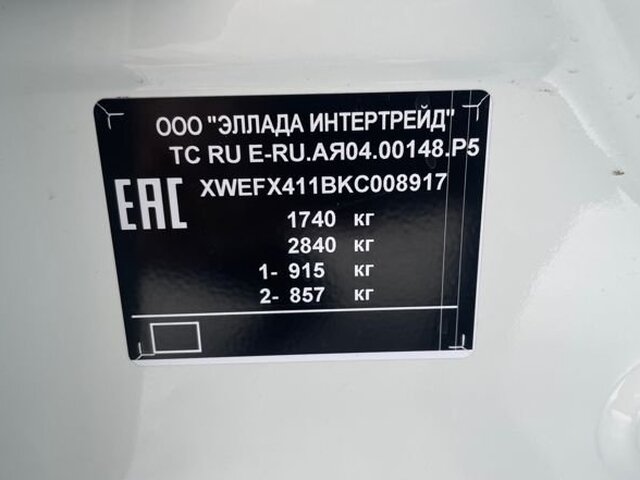 ООО "ЭЛЛАДА ИНТЕРТРЕЙД"
ТС RU E-RU.АЯ04.00148.Р5
EAC
XWEFX411BKC008917
1740 кг
2840 кг
1- 915 кг
2- 857 кг